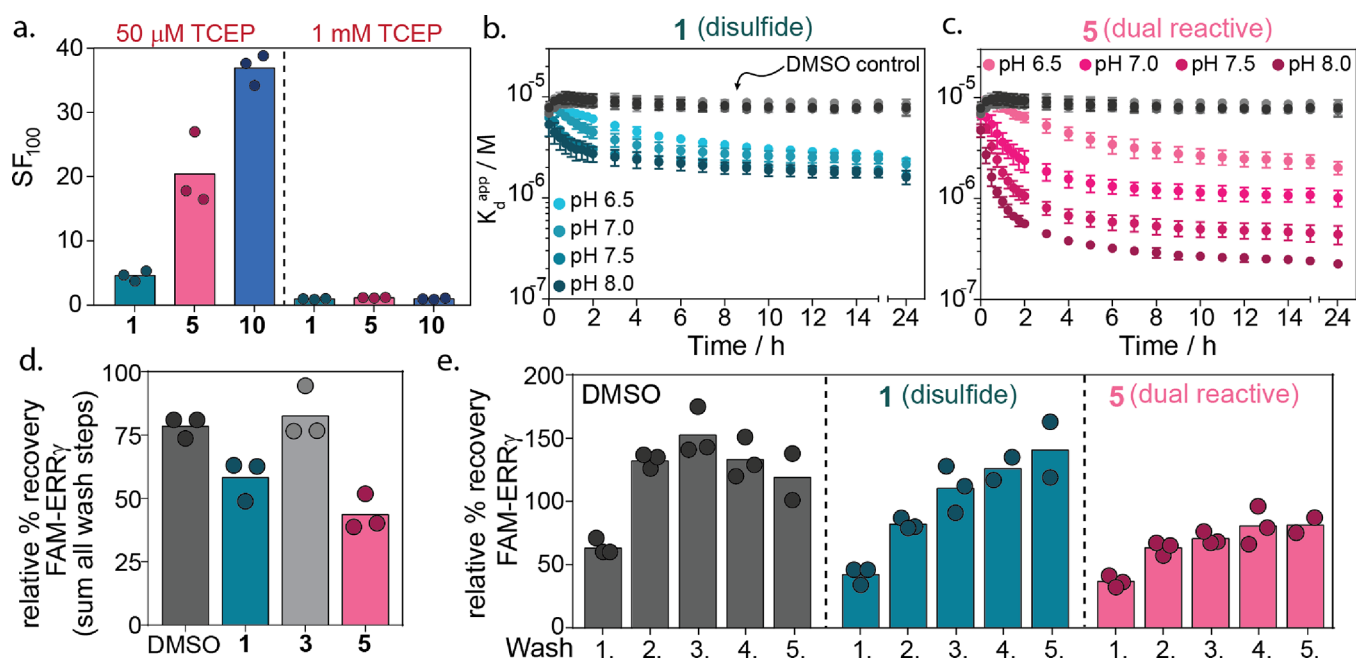 a.
50 μM TCEP
1 mM TCEP
SF100
40
30
20
10
0
1
5
10
1
5
10
b.
1 (disulfide)
DMSO control
Kd app / M
10-5
10-6
10-7
pH 6.5
pH 7.0
pH 7.5
pH 8.0
0 2 4 6 8 10 12 14 24
Time / h
c.
5 (dual reactive)
pH 6.5 pH 7.0 pH 7.5 pH 8.0
10-5
10-6
10-7
0 2 4 6 8 10 12 14 24
Time / h
d.
relative % recovery
FAM-ERRγ
(sum all wash steps)
100
75
50
25
0
DMSO 1 3 5
e.
relative % recovery
FAM-ERRγ
200
150
100
50
0
DMSO
1 (disulfide)
5 (dual reactive)
Wash 1. 2. 3. 4. 5. 1. 2. 3. 4. 5. 1. 2. 3. 4. 5.